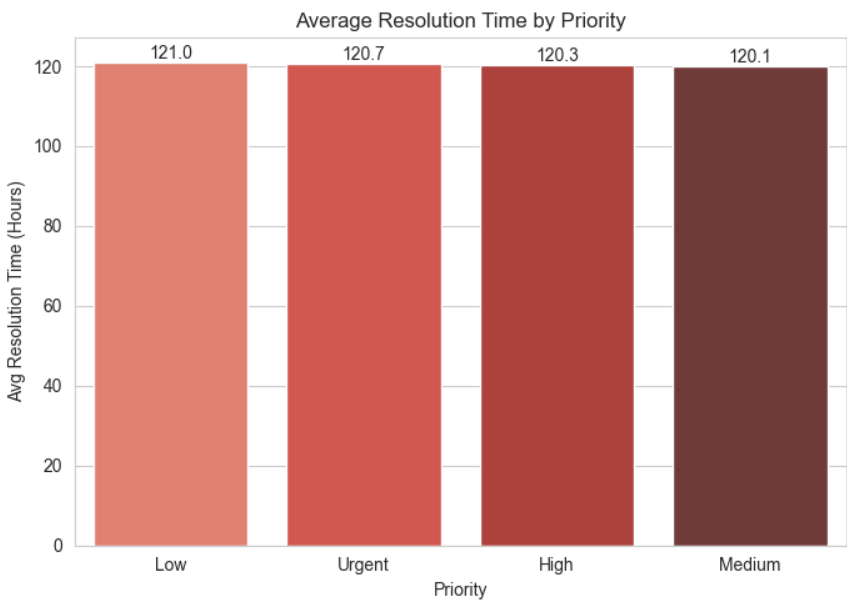 Average Resolution Time by Priority
121.0 120.7 120.3 120.1
120
100
80
60
40
20
0
Avg Resolution Time (Hours)
Low Urgent High Medium
Priority